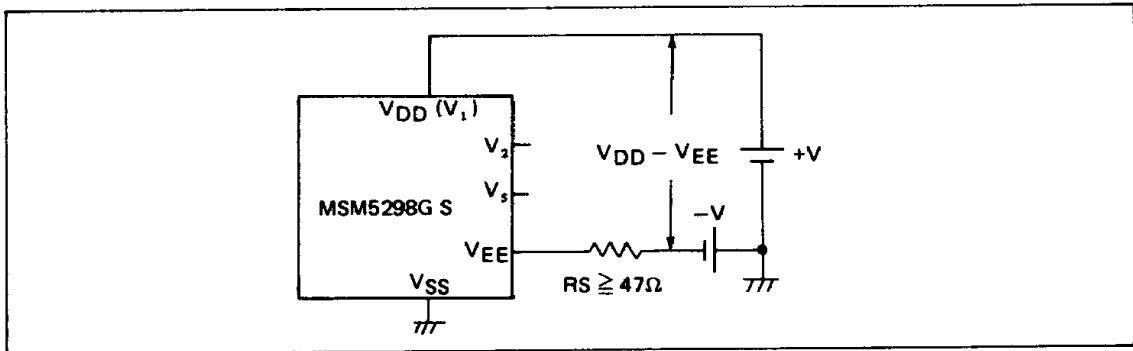 VDD (V₁)
V₂
VDD – VEE
+V
V₅
MSM5298G S
–V
VEE
RS ≧ 47Ω
VSS